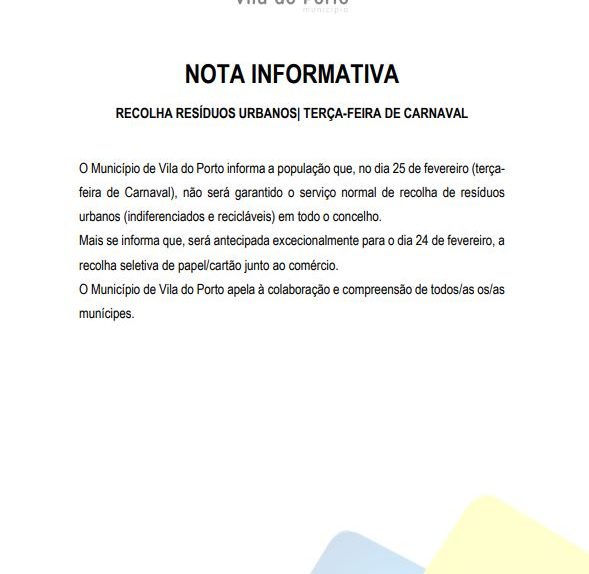 Vila do Porto
município
NOTA INFORMATIVA
RECOLHA RESÍDUOS URBANOS| TERÇA-FEIRA DE CARNAVAL
O Município de Vila do Porto informa a população que, no dia 25 de fevereiro (terça-
feira de Carnaval), não será garantido o serviço normal de recolha de resíduos
urbanos (indiferenciados e recicláveis) em todo o concelho.
Mais se informa que, será antecipada excecionalmente para o dia 24 de fevereiro, a
recolha seletiva de papel/cartão junto ao comércio.
O Município de Vila do Porto apela à colaboração e compreensão de todos/as os/as
munícipes.